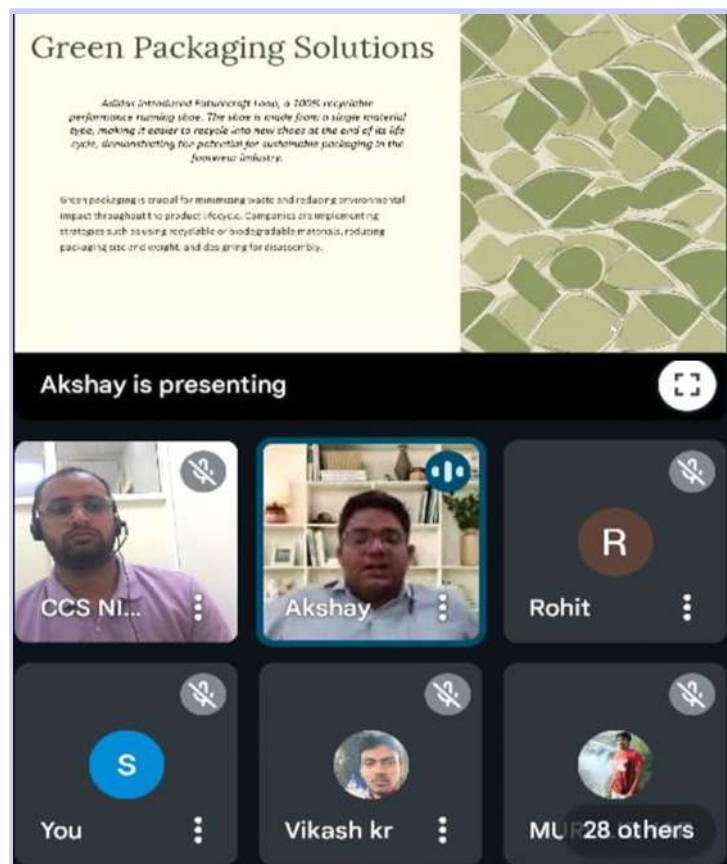 Green Packaging Solutions
Adidas introduced Futurecraft Loop, a 100% recyclable
performance running shoe. The shoe is made from a single material
type, making it easier to recycle into new shoes at the end of its life
cycle, demonstrating the potential for sustainable packaging in the
footwear industry.
Green packaging is crucial for minimizing waste and reducing environmental
impact throughout the product lifecycle. Companies are implementing
strategies such as using recyclable or biodegradable materials, reducing
packaging size and weight, and designing for disassembly.
Akshay is presenting
CCS NI...
Akshay
R
Rohit
S
You
Vikash kr
28 others